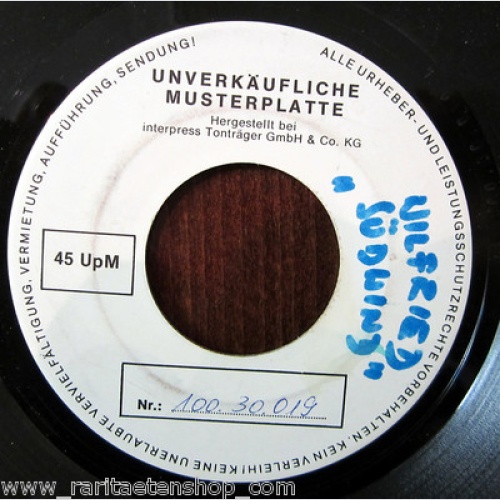 ALLE URHEBER- UND LEISTUNGSSCHUTZRECHTE VORBEHALTEN. KEIN VERLEIH! KEINE UNERLAUBTE VERVIELFÄLTIGUNG, VERMIETUNG, AUFFÜHRUNG, SENDUNG!
UNVERKÄUFLICHE
MUSTERPLATTE
Hergestellt bei
interpress Tonträger GmbH & Co. KG
45 UpM
WILFRIED
"SÜDWIND"
Nr.: 100.30.019
www.raritaetenshop.com